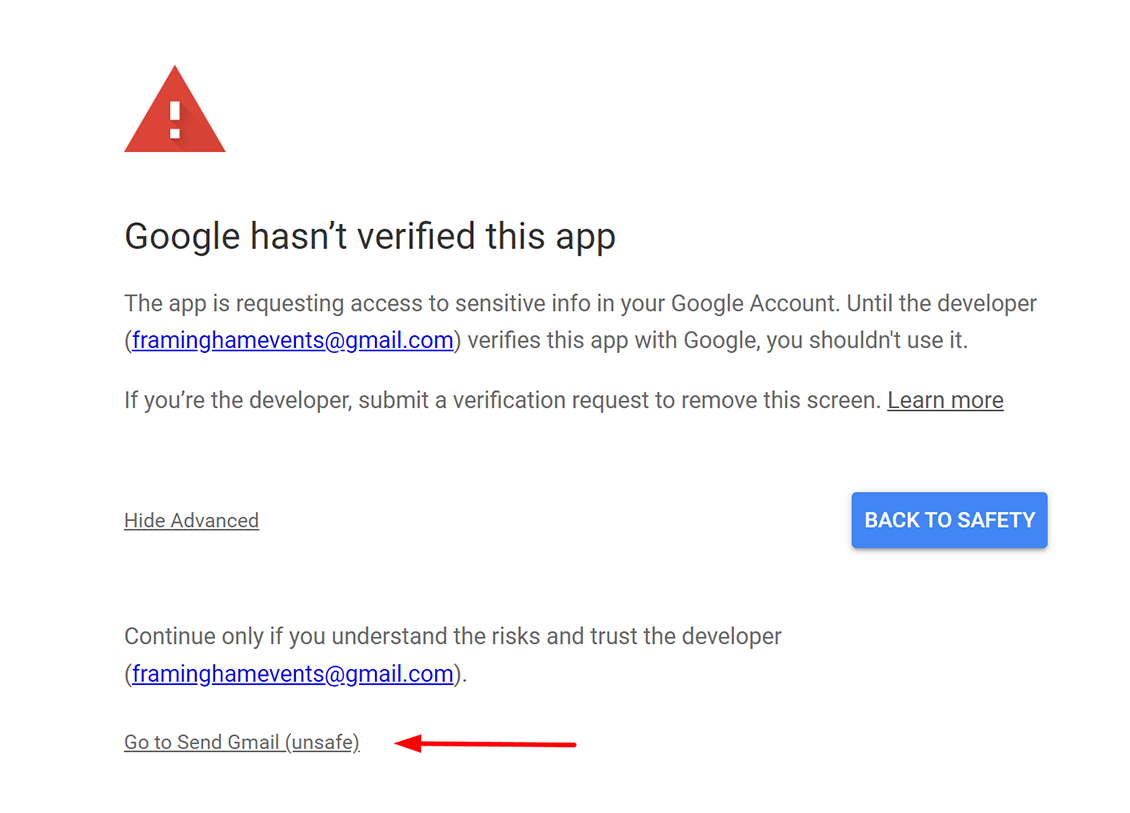 Google hasn’t verified this app
The app is requesting access to sensitive info in your Google Account. Until the developer
(framinghamevents@gmail.com) verifies this app with Google, you shouldn't use it.
If you’re the developer, submit a verification request to remove this screen. Learn more
Hide Advanced
BACK TO SAFETY
Continue only if you understand the risks and trust the developer
(framinghamevents@gmail.com).
Go to Send Gmail (unsafe)